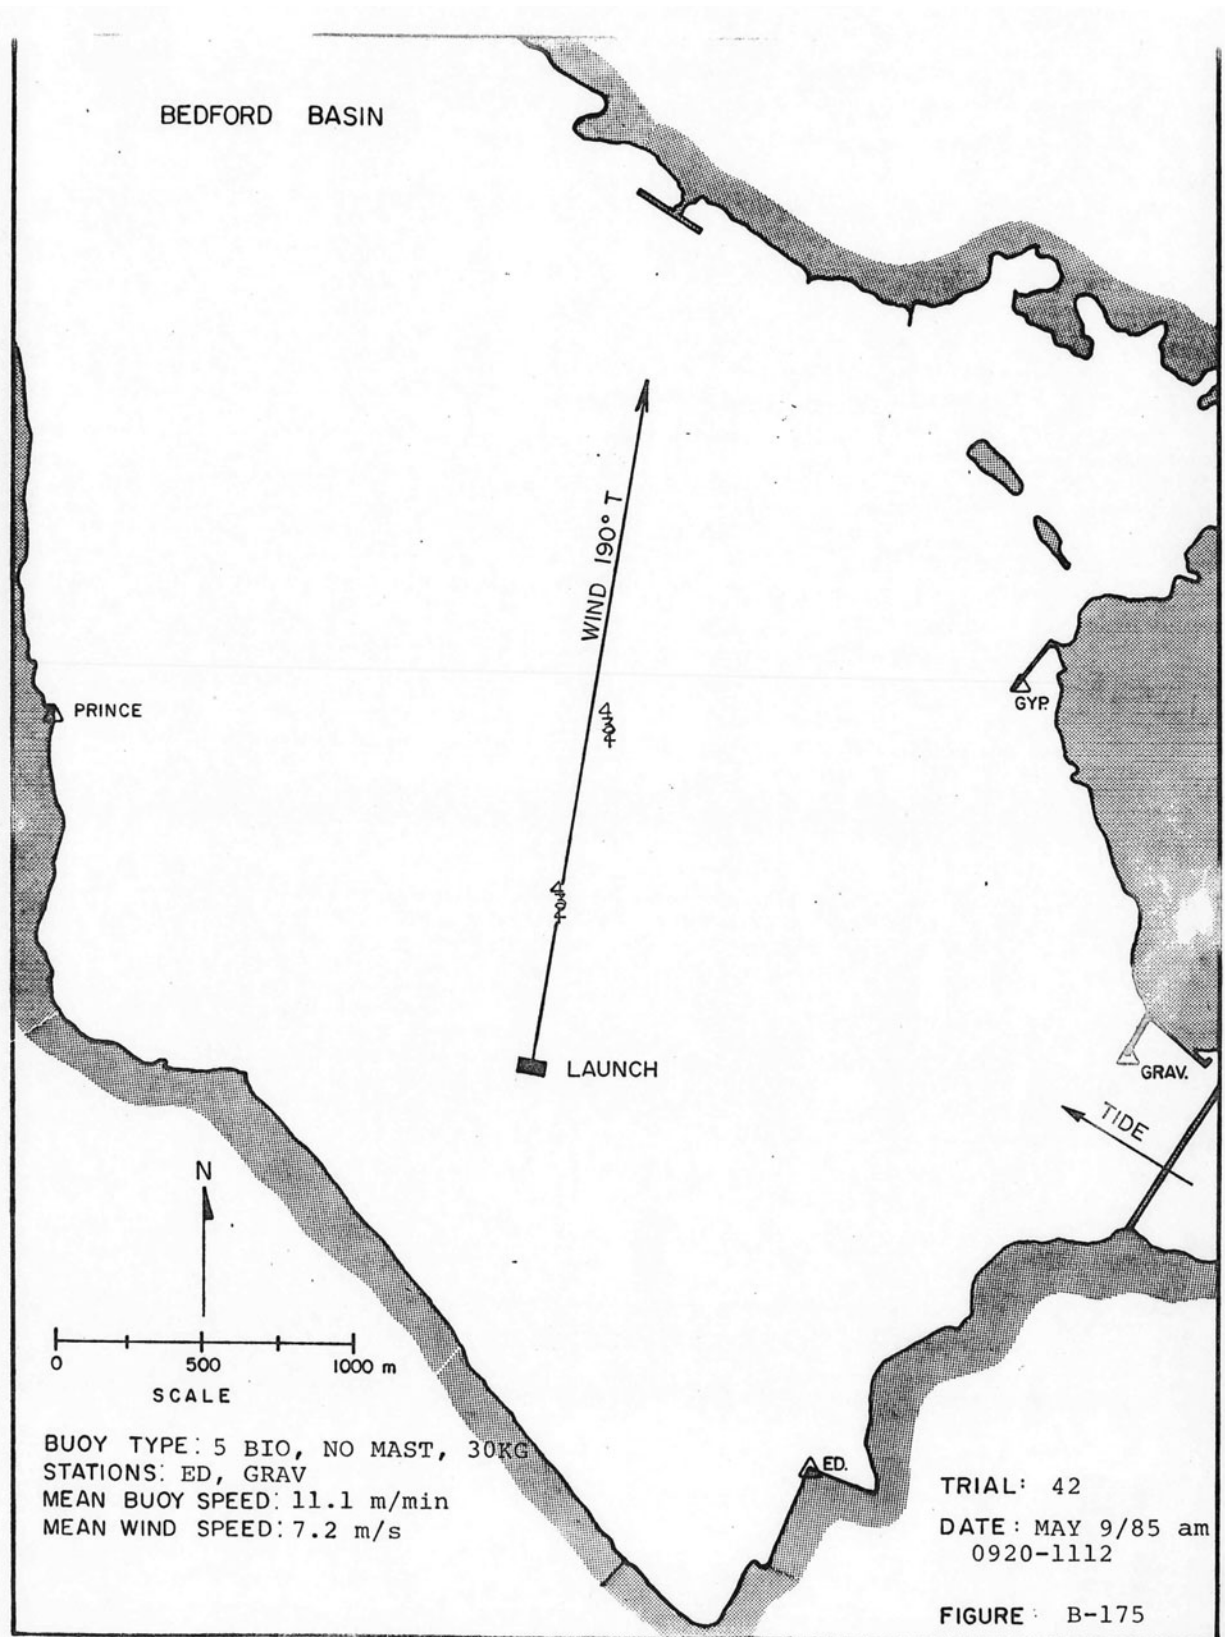 BEDFORD BASIN
WIND 190° T
PRINCE
GYP.
4
3
4
3
2
1
LAUNCH
GRAV.
TIDE
N
0 500 1000 m
SCALE
BUOY TYPE: 5 BIO, NO MAST, 30KG
STATIONS: ED, GRAV
MEAN BUOY SPEED: 11.1 m/min
MEAN WIND SPEED: 7.2 m/s
ED.
TRIAL: 42
DATE: MAY 9/85 am
0920-1112
FIGURE: B-175